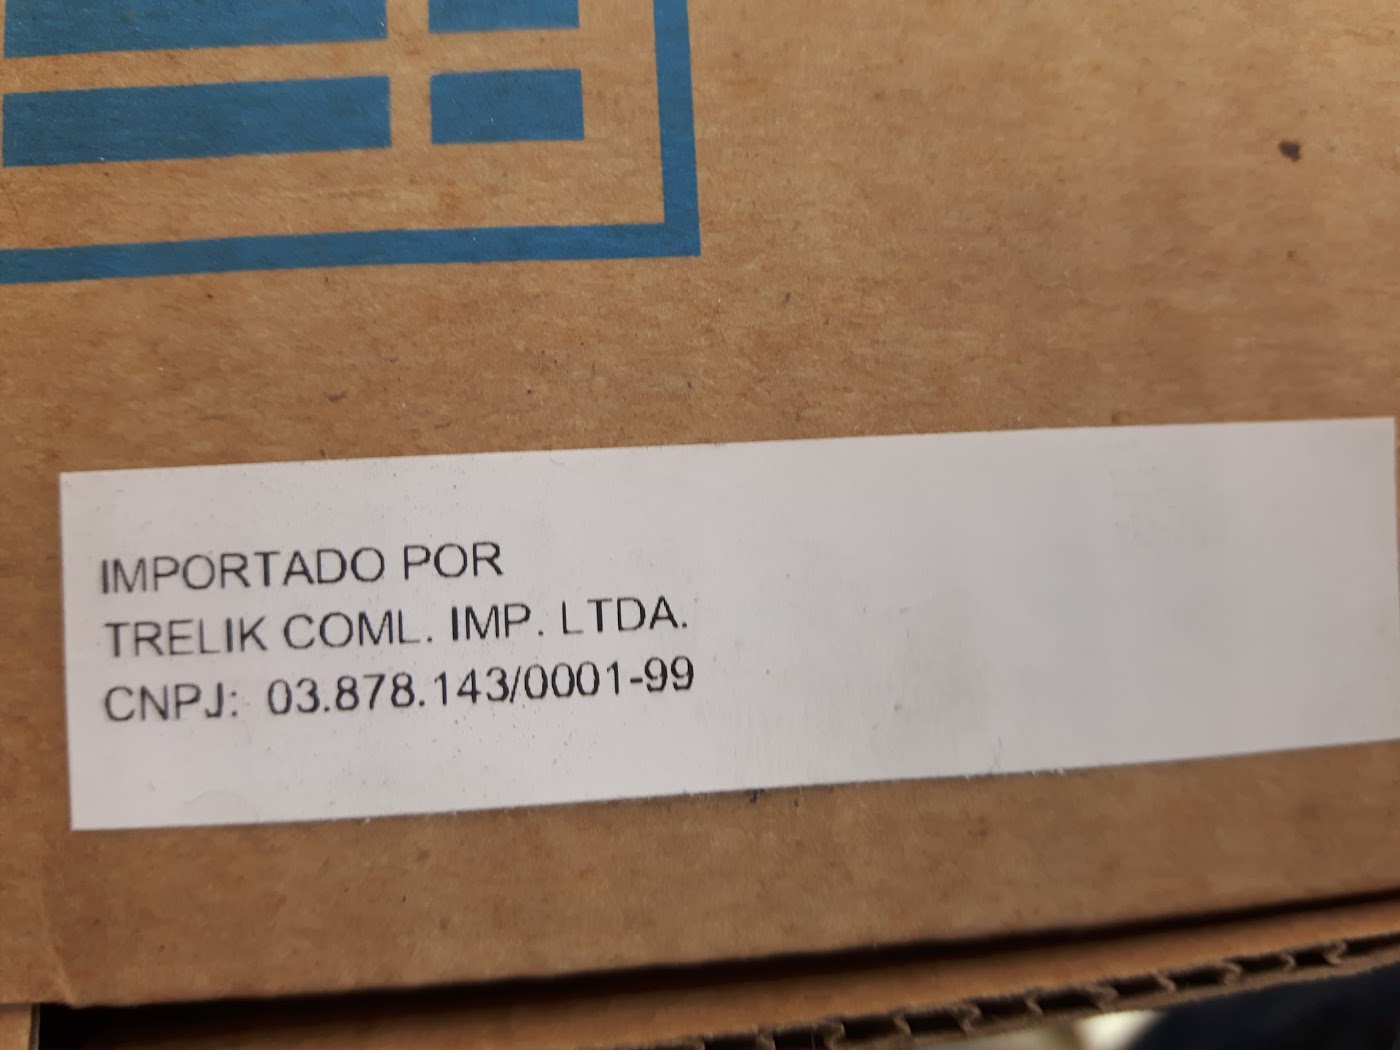 IMPORTADO POR
TRELIK COML. IMP. LTDA.
CNPJ: 03.878.143/0001-99